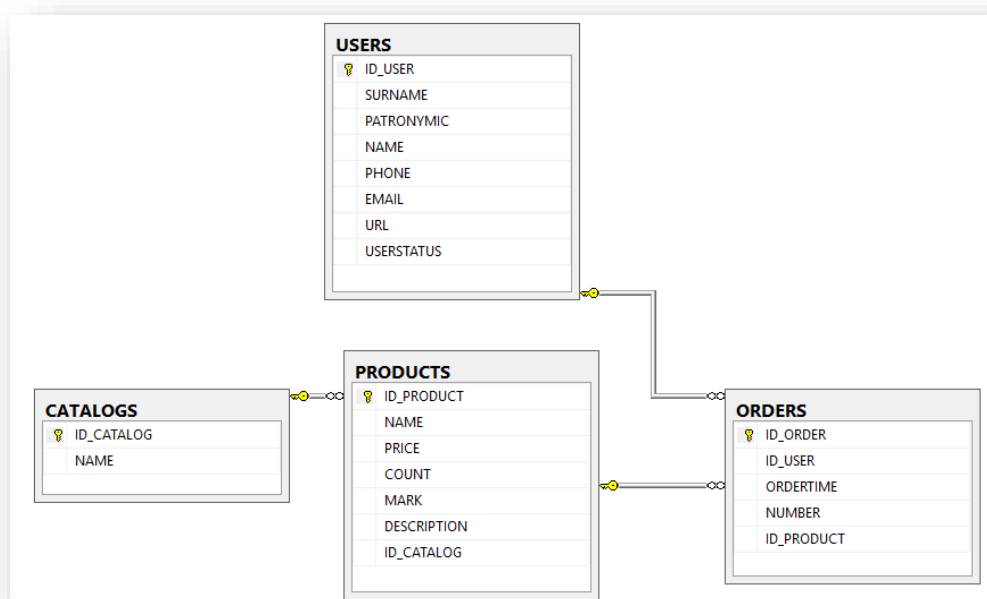 USERS
ID_USER
SURNAME
PATRONYMIC
NAME
PHONE
EMAIL
URL
USERSTATUS
CATALOGS
ID_CATALOG
NAME
PRODUCTS
ID_PRODUCT
NAME
PRICE
COUNT
MARK
DESCRIPTION
ID_CATALOG
ORDERS
ID_ORDER
ID_USER
ORDERTIME
NUMBER
ID_PRODUCT